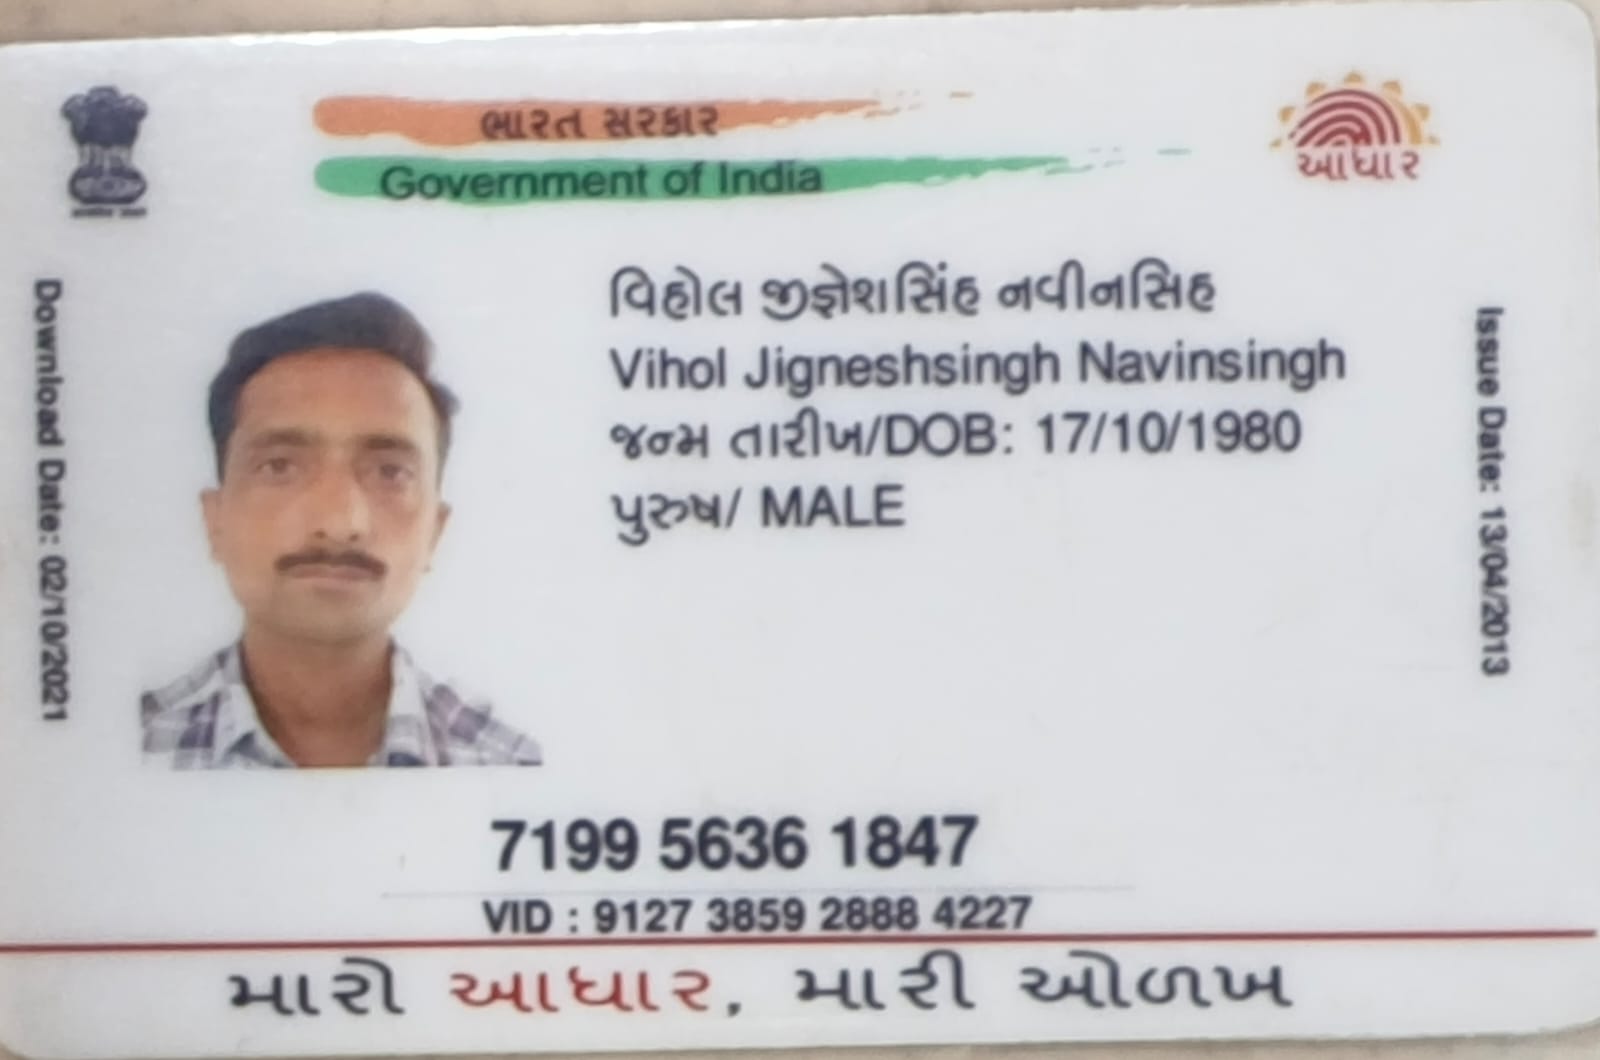 ભારત સરકાર
Government of India
આધાર
Download Date: 02/10/2021
વિહોલ જીજ્ઞેશસિંહ નવીનસિહ
Vihol Jigneshsingh Navinsingh
જન્મ તારીખ/DOB: 17/10/1980
પુરુષ/ MALE
Issue Date: 13/04/2013
7199 5636 1847
VID : 9127 3859 2888 4227
મારો આધાર, મારી ઓળખ